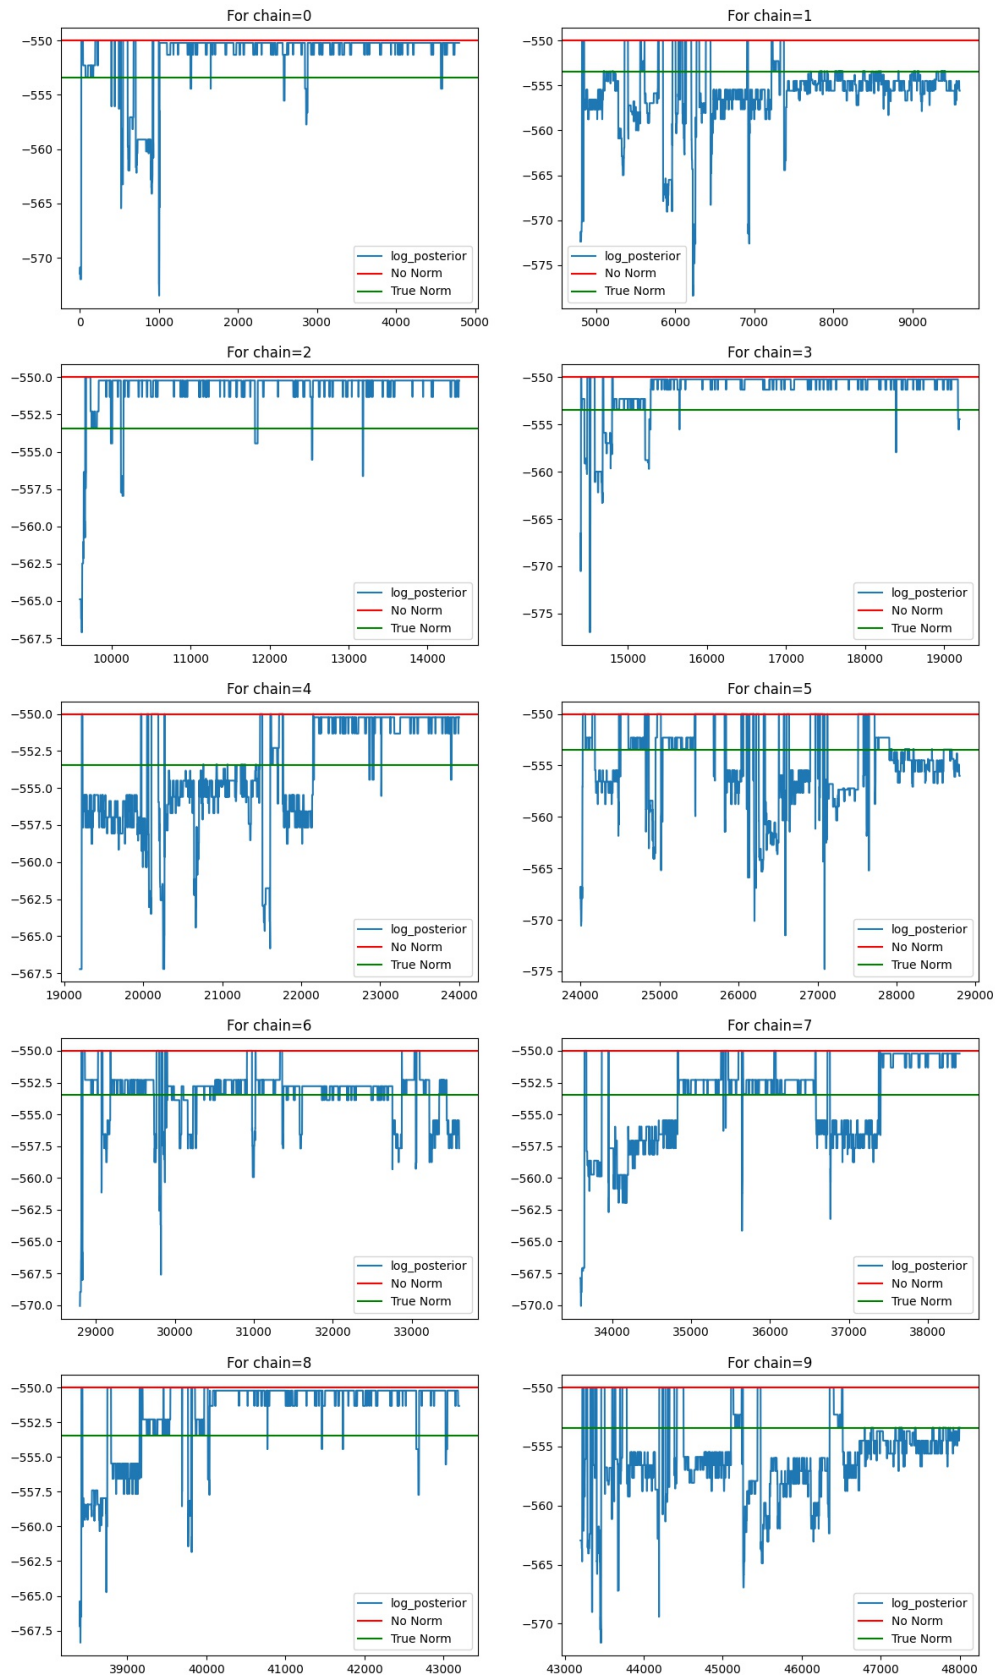 For chain=0
−550
−555
−560
−565
−570
0 1000 2000 3000 4000 5000
log_posterior
No Norm
True Norm
For chain=1
−550
−555
−560
−565
−570
−575
5000 6000 7000 8000 9000
log_posterior
No Norm
True Norm
For chain=2
−550.0
−552.5
−555.0
−557.5
−560.0
−562.5
−565.0
−567.5
10000 11000 12000 13000 14000
log_posterior
No Norm
True Norm
For chain=3
−550
−555
−560
−565
−570
−575
15000 16000 17000 18000 19000
log_posterior
No Norm
True Norm
For chain=4
−550.0
−552.5
−555.0
−557.5
−560.0
−562.5
−565.0
−567.5
19000 20000 21000 22000 23000 24000
log_posterior
No Norm
True Norm
For chain=5
−550
−555
−560
−565
−570
−575
24000 25000 26000 27000 28000 29000
log_posterior
No Norm
True Norm
For chain=6
−550.0
−552.5
−555.0
−557.5
−560.0
−562.5
−565.0
−567.5
−570.0
29000 30000 31000 32000 33000
log_posterior
No Norm
True Norm
For chain=7
−550.0
−552.5
−555.0
−557.5
−560.0
−562.5
−565.0
−567.5
−570.0
34000 35000 36000 37000 38000
log_posterior
No Norm
True Norm
For chain=8
−550.0
−552.5
−555.0
−557.5
−560.0
−562.5
−565.0
−567.5
39000 40000 41000 42000 43000
log_posterior
No Norm
True Norm
For chain=9
−550
−555
−560
−565
−570
43000 44000 45000 46000 47000 48000
log_posterior
No Norm
True Norm